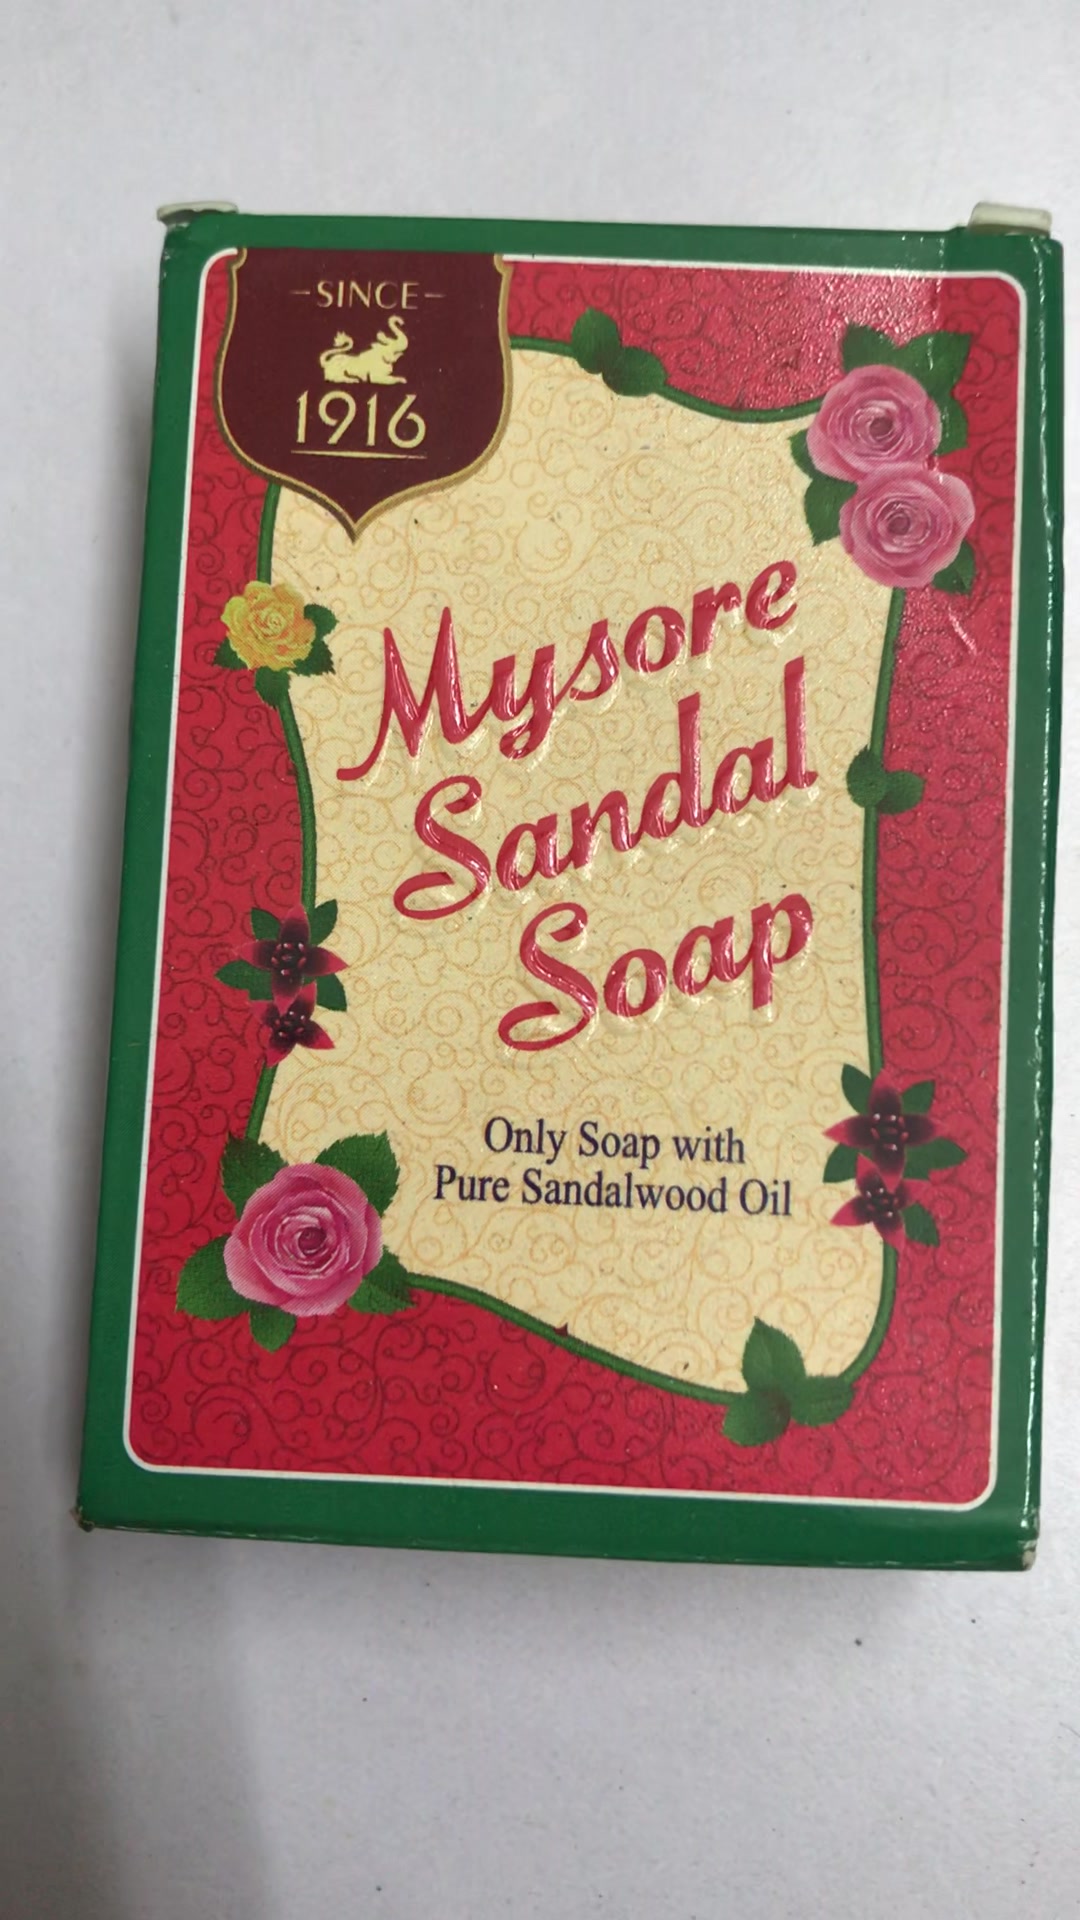 -SINCE-
1916
Mysore
Sandal
Soap
Only Soap with
Pure Sandalwood Oil